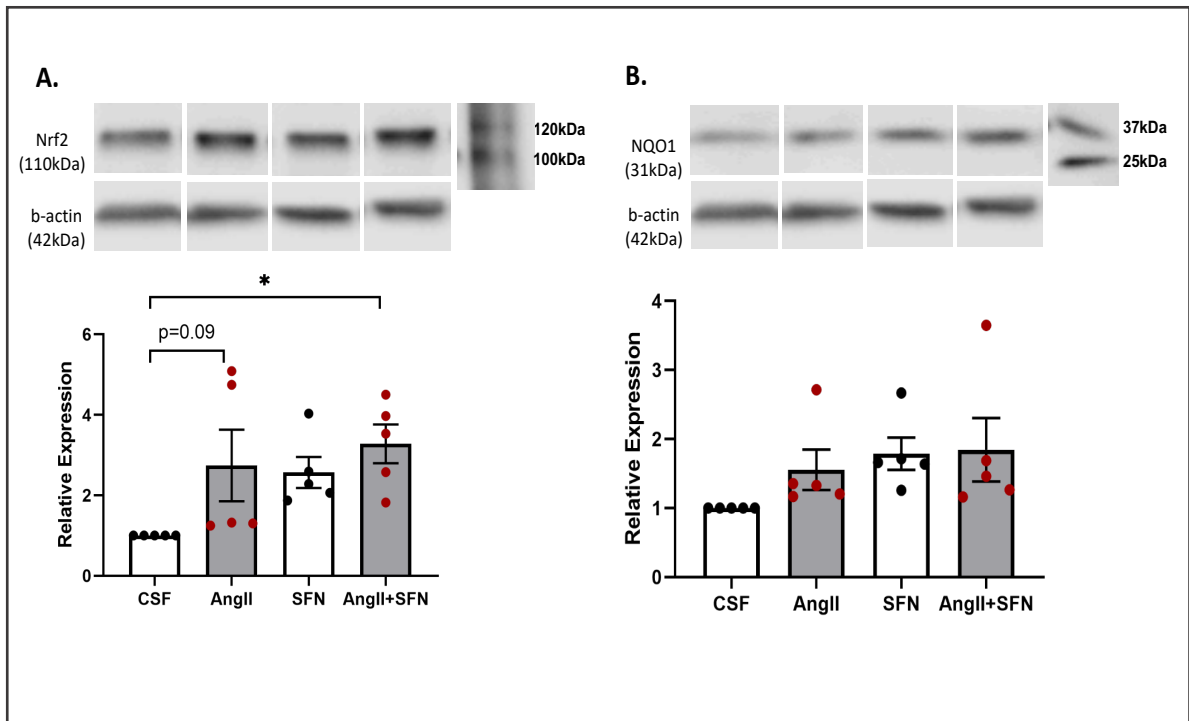 A.
Nrf2
(110kDa)
120kDa
100kDa
b-actin
(42kDa)
*
p=0.09
6
4
2
0
Relative Expression
CSF
AngII
SFN
AngII+SFN
B.
NQO1
(31kDa)
37kDa
25kDa
b-actin
(42kDa)
4
3
2
1
0
Relative Expression
CSF
AngII
SFN
AngII+SFN